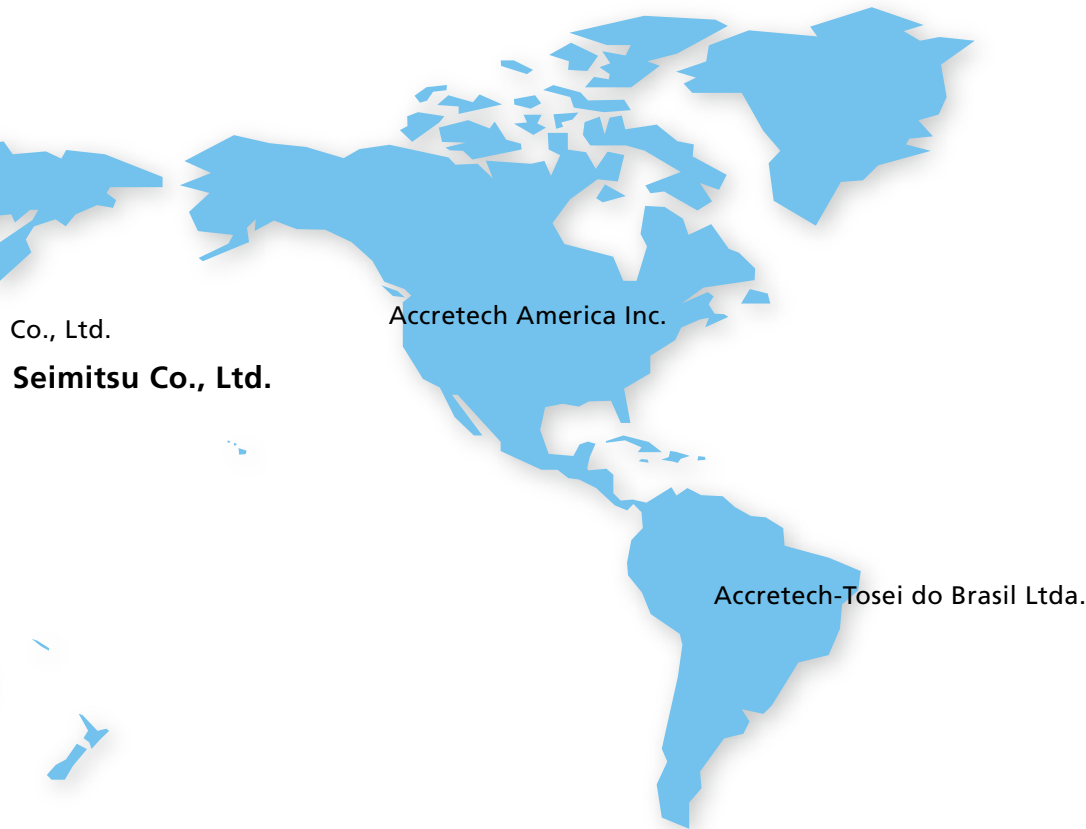 Accretech America Inc.
Co., Ltd.
Seimitsu Co., Ltd.
Accretech-Tosei do Brasil Ltda.